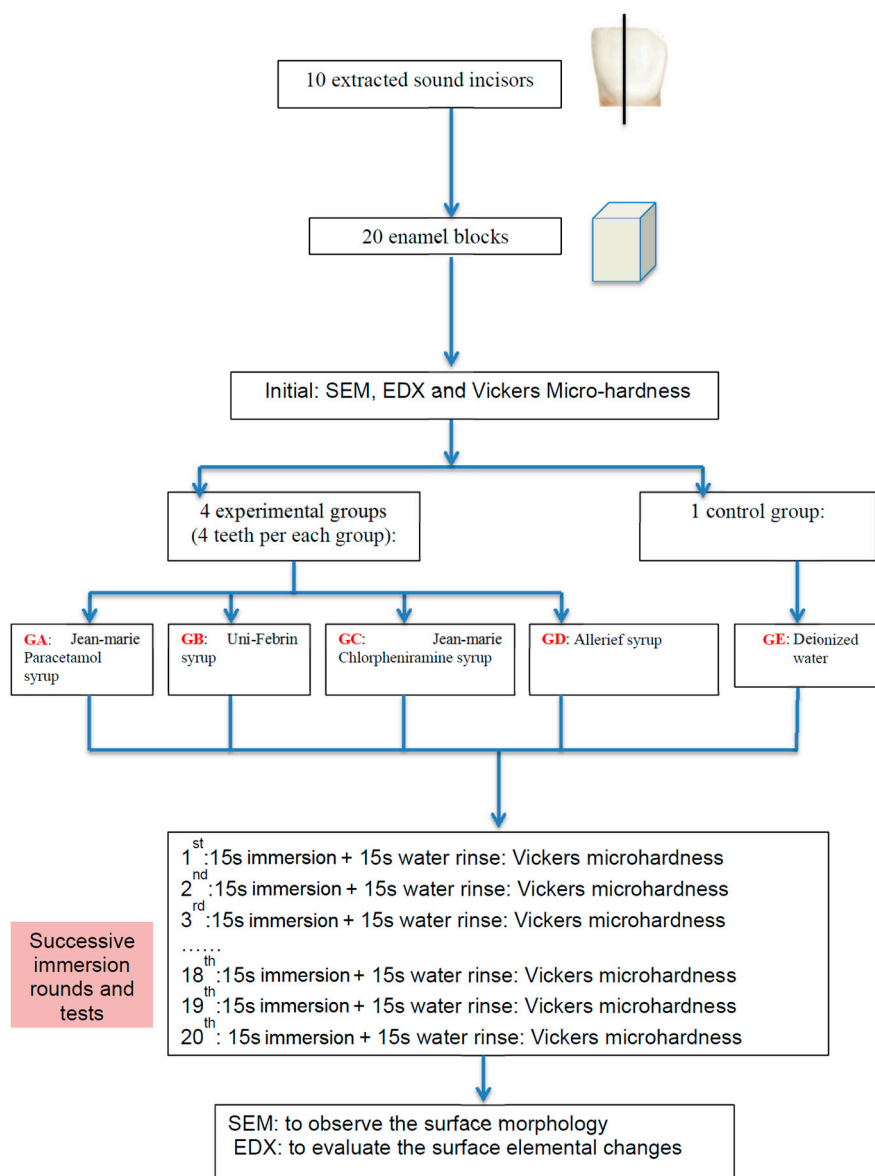 10 extracted sound incisors
20 enamel blocks
Initial: SEM, EDX and Vickers Micro-hardness
4 experimental groups
(4 teeth per each group):
1 control group:
GA: Jean-marie
Paracetamol
syrup
GB: Uni-Febrin
syrup
GC: Jean-marie
Chlorpheniramine syrup
GD: Allerief syrup
GE: Deionized
water
Successive
immersion
rounds and
tests
1st:15s immersion + 15s water rinse: Vickers microhardness
2nd:15s immersion + 15s water rinse: Vickers microhardness
3rd:15s immersion + 15s water rinse: Vickers microhardness
......
18th:15s immersion + 15s water rinse: Vickers microhardness
19th:15s immersion + 15s water rinse: Vickers microhardness
20th: 15s immersion + 15s water rinse: Vickers microhardness
SEM: to observe the surface morphology
EDX: to evaluate the surface elemental changes